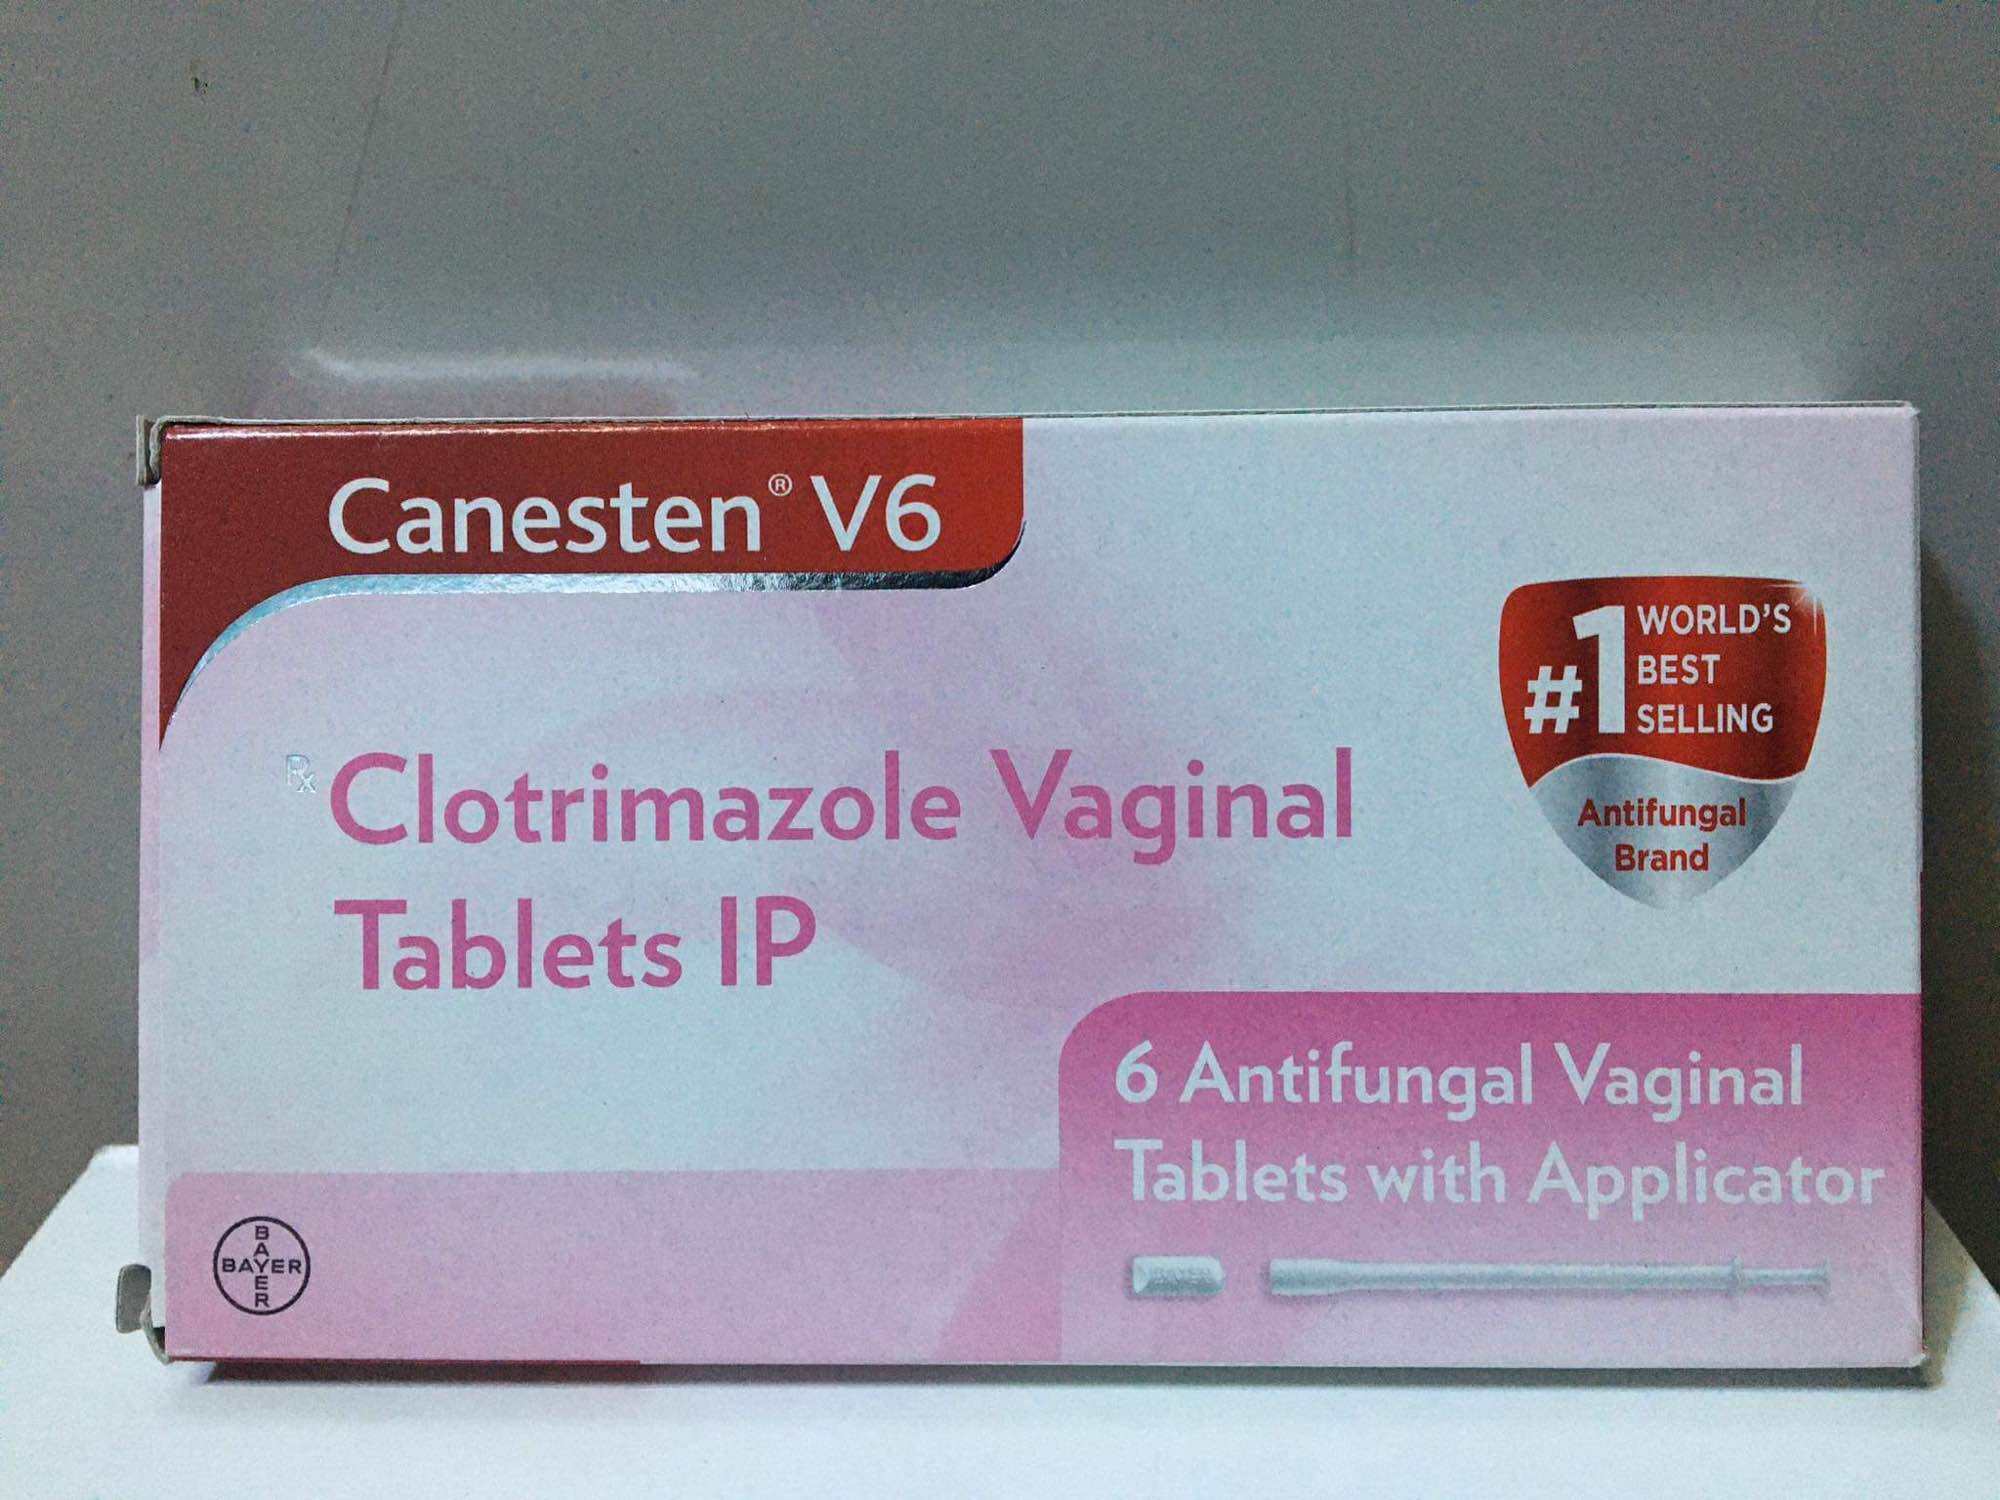 Canesten® V6
#1 WORLD'S
BEST
SELLING
Antifungal
Brand
Rx Clotrimazole Vaginal
Tablets IP
6 Antifungal Vaginal
Tablets with Applicator
BAYER
BAYER